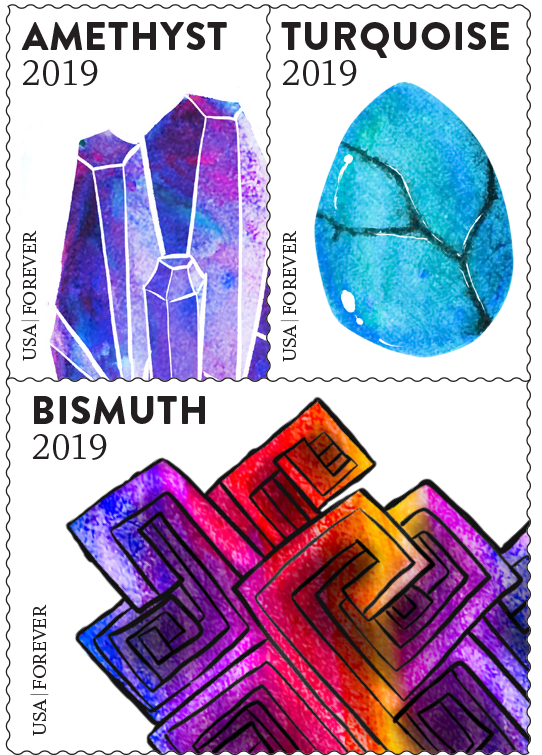 AMETHYST
2019
USA | FOREVER
TURQUOISE
2019
USA | FOREVER
BISMUTH
2019
USA | FOREVER